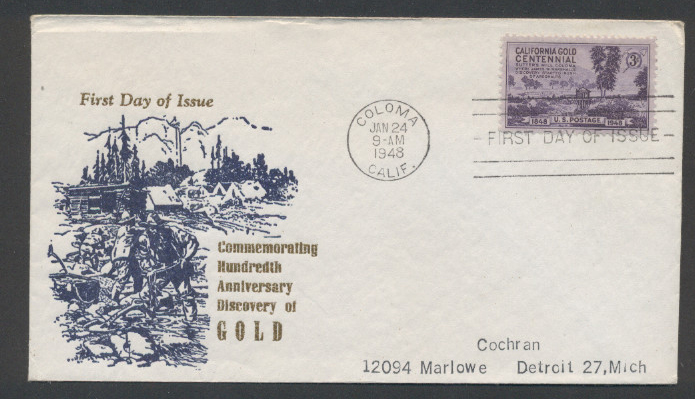 First Day of Issue
CALIFORNIA GOLD
CENTENNIAL
3¢
1848 U.S. POSTAGE 1948
COLOMA
JAN 24
9-AM
1948
CALIF.
FIRST DAY OF ISSUE
Commemorating
Hundredth
Anniversary
Discovery of
GOLD
Cochran
12094 Marlowe Detroit 27,Mich